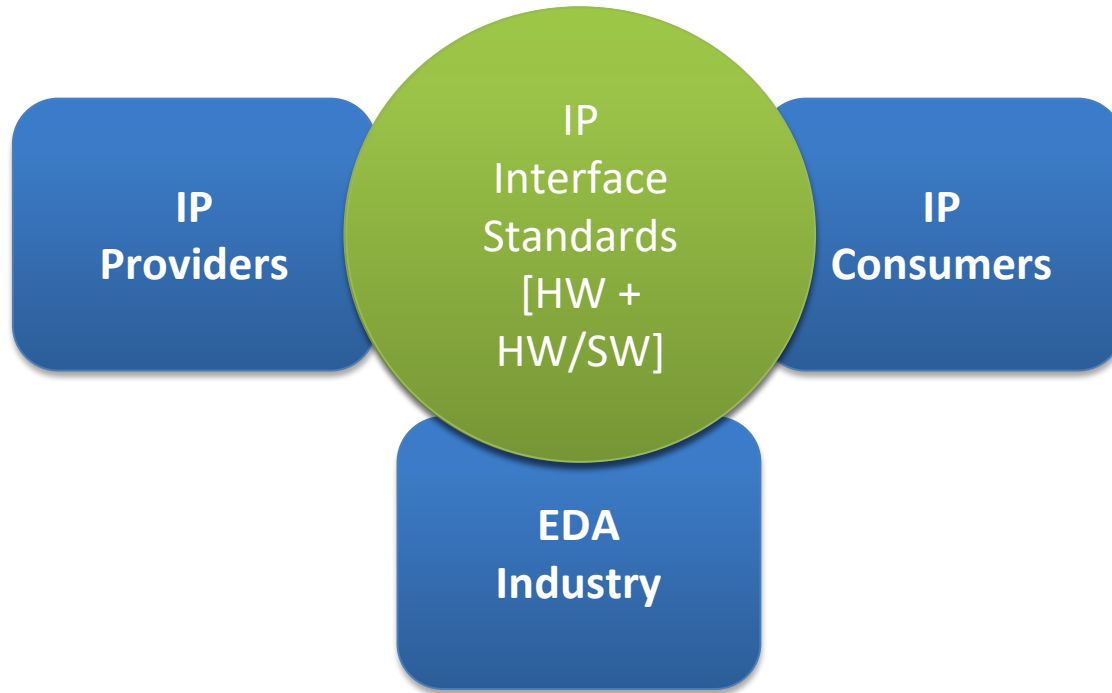 IP
Interface
Standards
[HW +
HW/SW]
IP
Providers
IP
Consumers
EDA
Industry